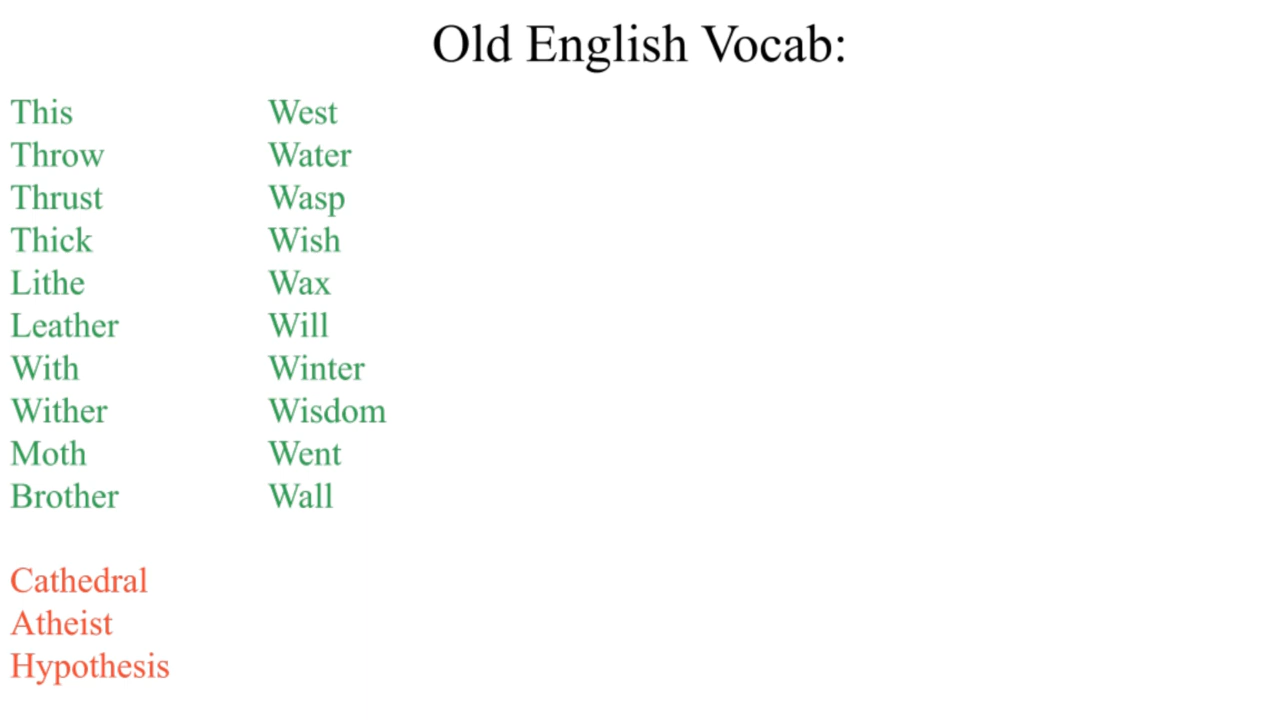 Old English Vocab:
This
Throw
Thrust
Thick
Lithe
Leather
With
Wither
Moth
Brother
West
Water
Wasp
Wish
Wax
Will
Winter
Wisdom
Went
Wall
Cathedral
Atheist
Hypothesis